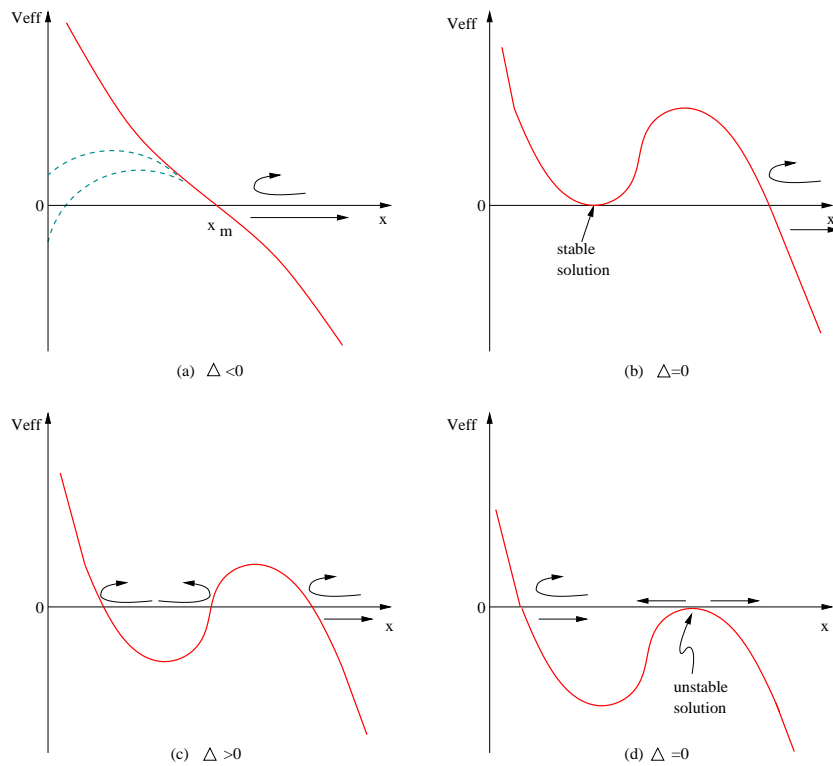 Veff
0
x m
x
(a) △ <0
Veff
0
x
stable
solution
(b) △=0
Veff
0
x
(c) △ >0
Veff
0
x
unstable
solution
(d) △=0